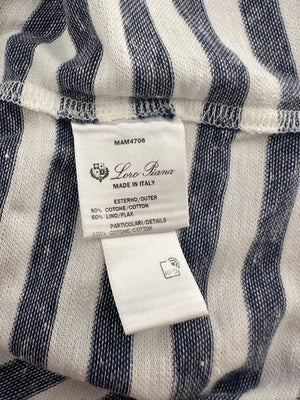 MAM4706
Loro Piana
MADE IN ITALY
ESTERNO/OUTER
50% COTONE/COTTON
50% LINO/FLAX
PARTICOLARI/DETAILS
100% COTONE/COTTON